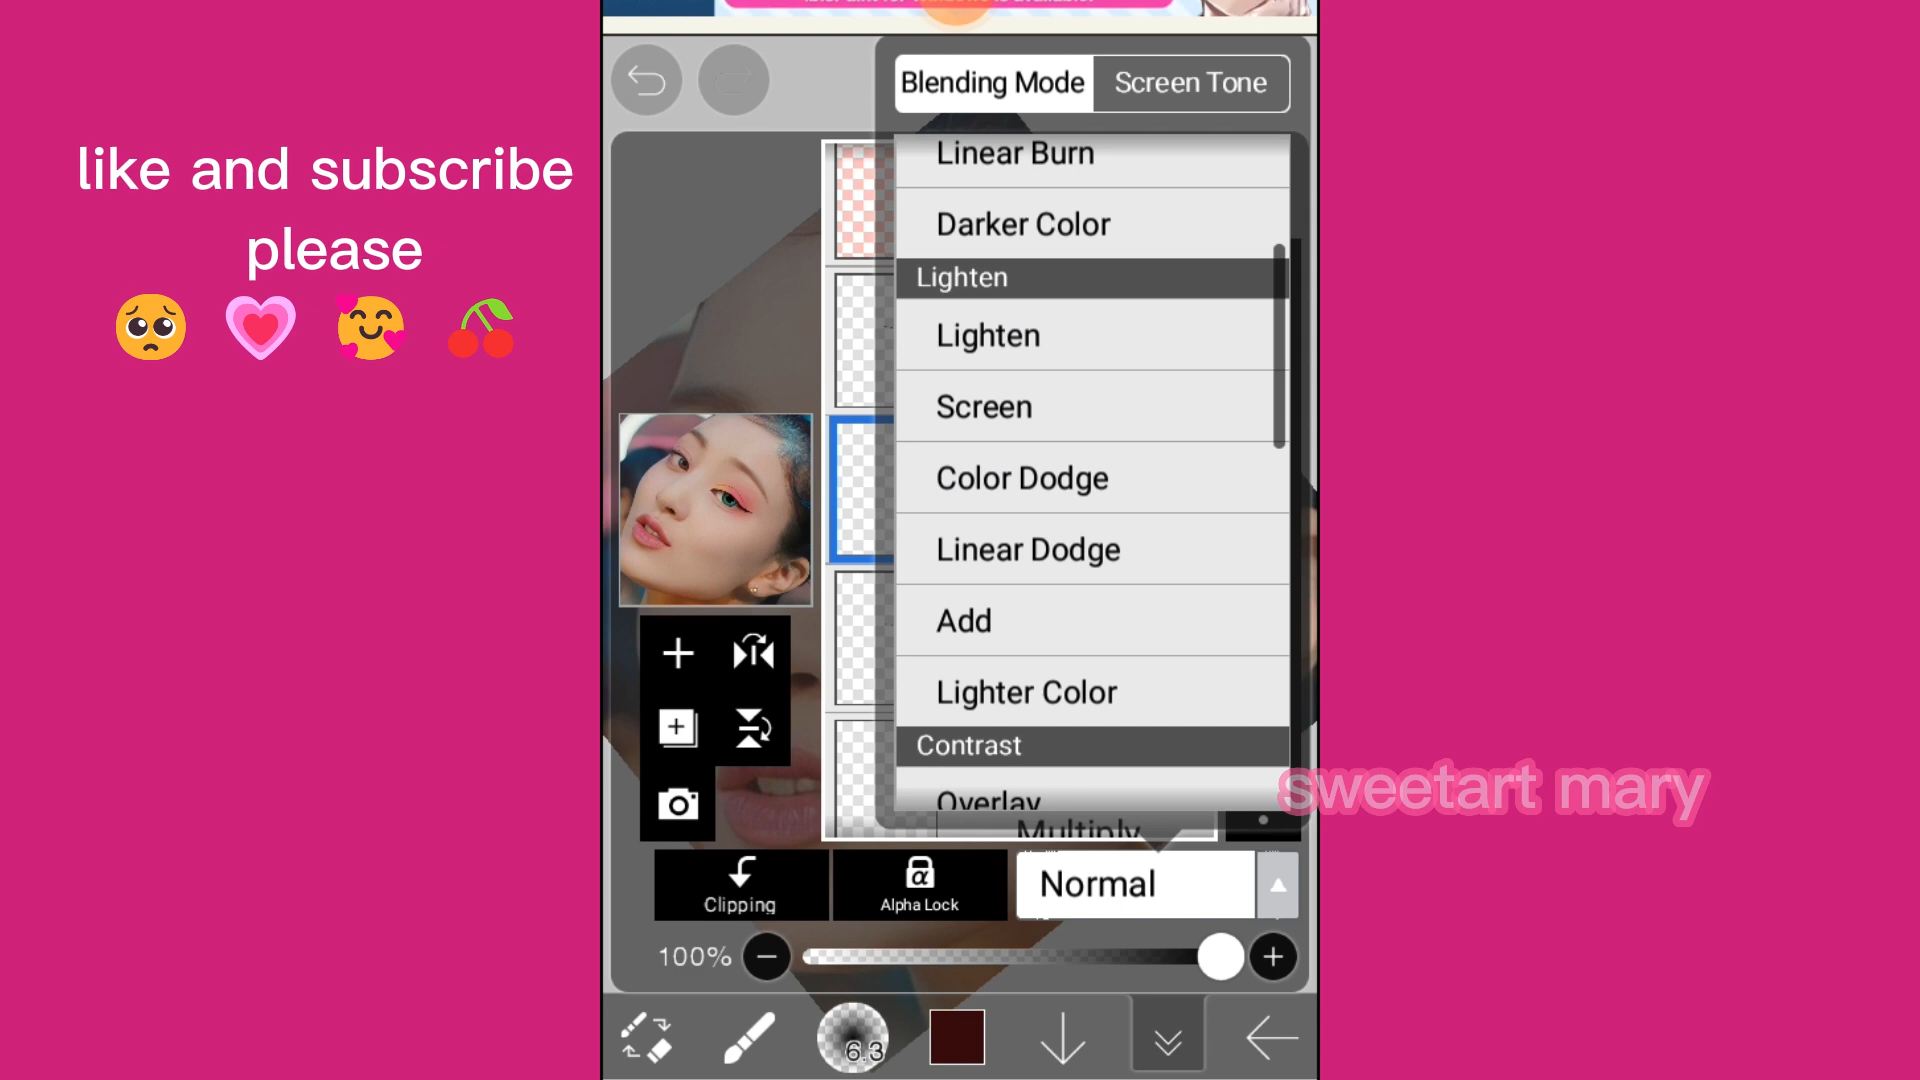 Blending Mode
Screen Tone
like and subscribe
please
Linear Burn
Darker Color
Lighten
Lighten
Screen
Color Dodge
Linear Dodge
Add
Lighter Color
Contrast
Overlay
Multiply
sweetart mary
Clipping
Alpha Lock
Normal
100%
6.3